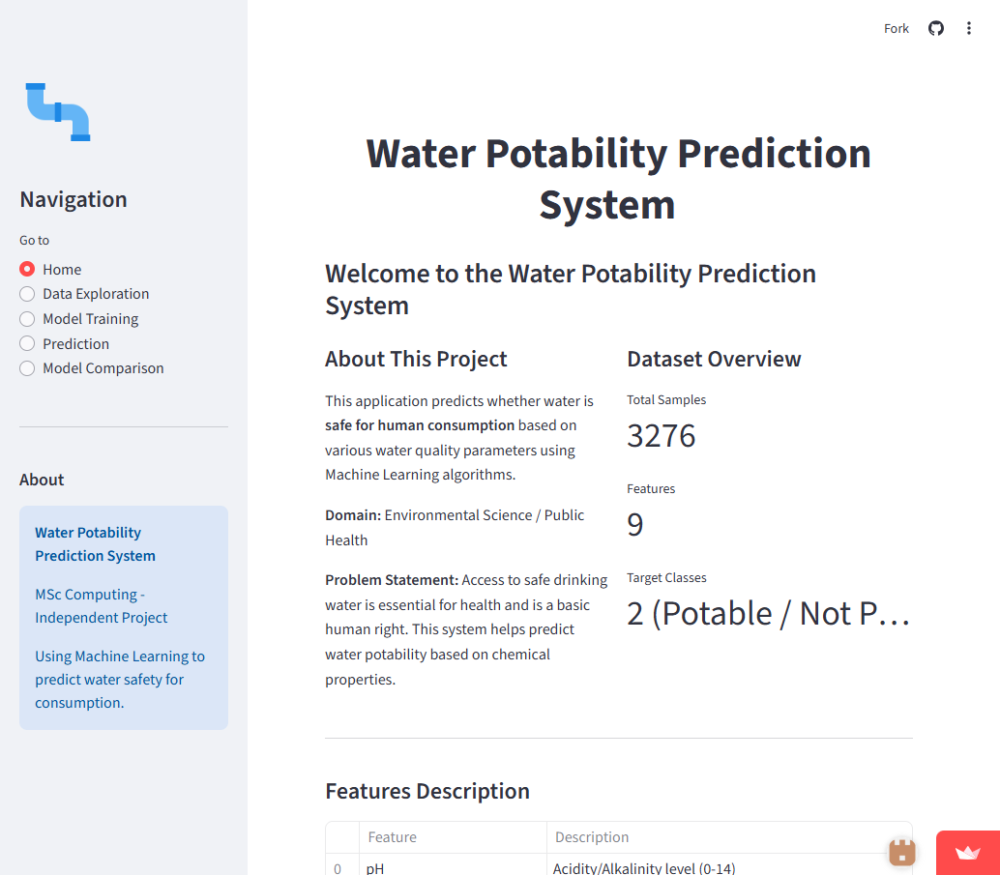 Fork
Navigation
Go to
Home
Data Exploration
Model Training
Prediction
Model Comparison
About
Water Potability
Prediction System
MSc Computing -
Independent Project
Using Machine Learning to
predict water safety for
consumption.
Water Potability Prediction
System
Welcome to the Water Potability Prediction
System
About This Project
This application predicts whether water is
safe for human consumption based on
various water quality parameters using
Machine Learning algorithms.
Domain: Environmental Science / Public
Health
Problem Statement: Access to safe drinking
water is essential for health and is a basic
human right. This system helps predict
water potability based on chemical
properties.
Dataset Overview
Total Samples
3276
Features
9
Target Classes
2 (Potable / Not P…
Features Description
Feature Description
0 pH Acidity/Alkalinity level (0-14)